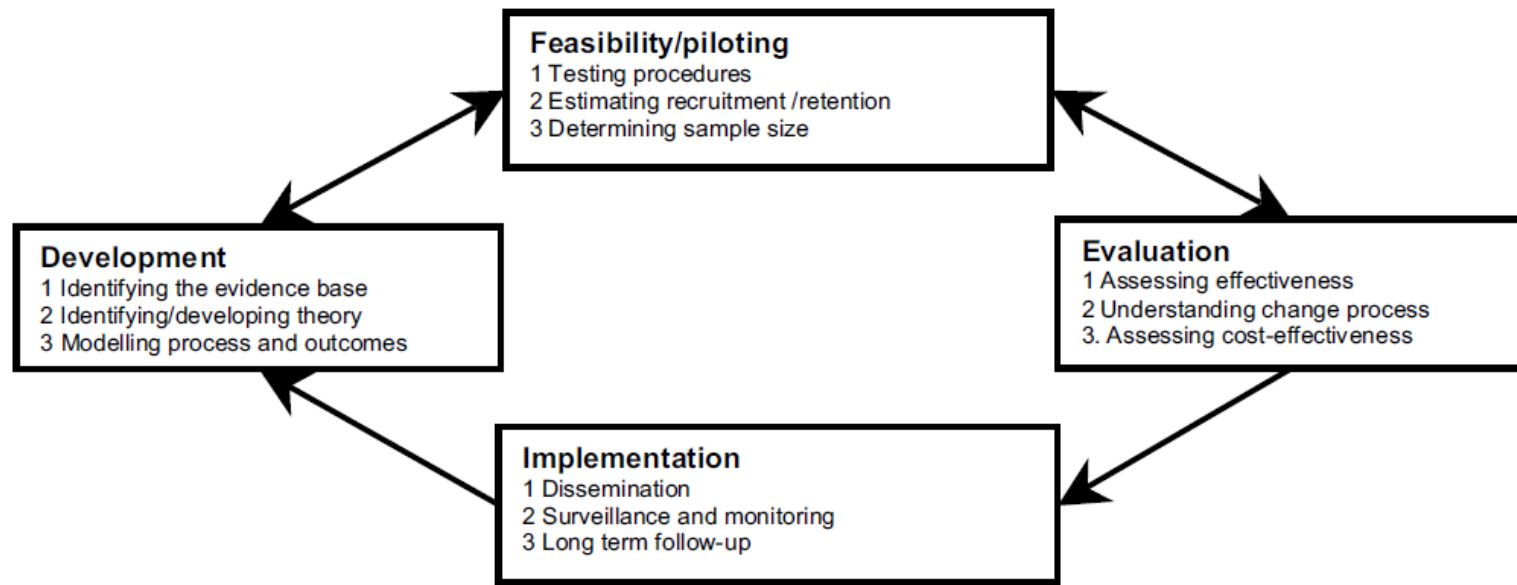 Feasibility/piloting
1 Testing procedures
2 Estimating recruitment /retention
3 Determining sample size
Development
1 Identifying the evidence base
2 Identifying/developing theory
3 Modelling process and outcomes
Evaluation
1 Assessing effectiveness
2 Understanding change process
3. Assessing cost-effectiveness
Implementation
1 Dissemination
2 Surveillance and monitoring
3 Long term follow-up